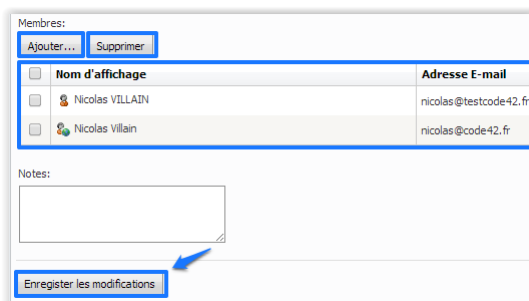 Membres:
Ajouter... Supprimer
Nom d'affichage Adresse E-mail
Nicolas VILLAIN nicolas@testcode42.fr
Nicolas Villain nicolas@code42.fr
Notes:
Enregister les modifications